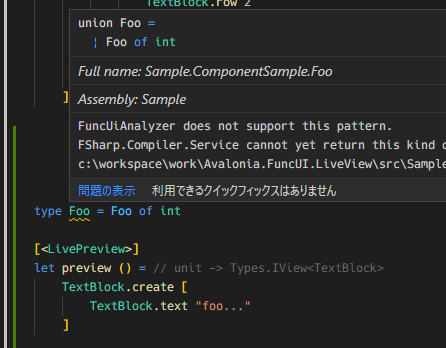 TextBlock.row 2
union Foo =
| Foo of int
Full name: Sample.ComponentSample.Foo
Assembly: Sample
]
FuncUiAnalyzer does not support this pattern.
FSharp.Compiler.Service cannot yet return this kind
c:\workspace\work\Avalonia.FuncUI.LiveView\src\Sample
問題の表示 利用できるクイックフィックスはありません
type Foo = Foo of int
[<LivePreview>]
let preview () = // unit -> Types.IView<TextBlock>
TextBlock.create [
TextBlock.text "foo..."
]